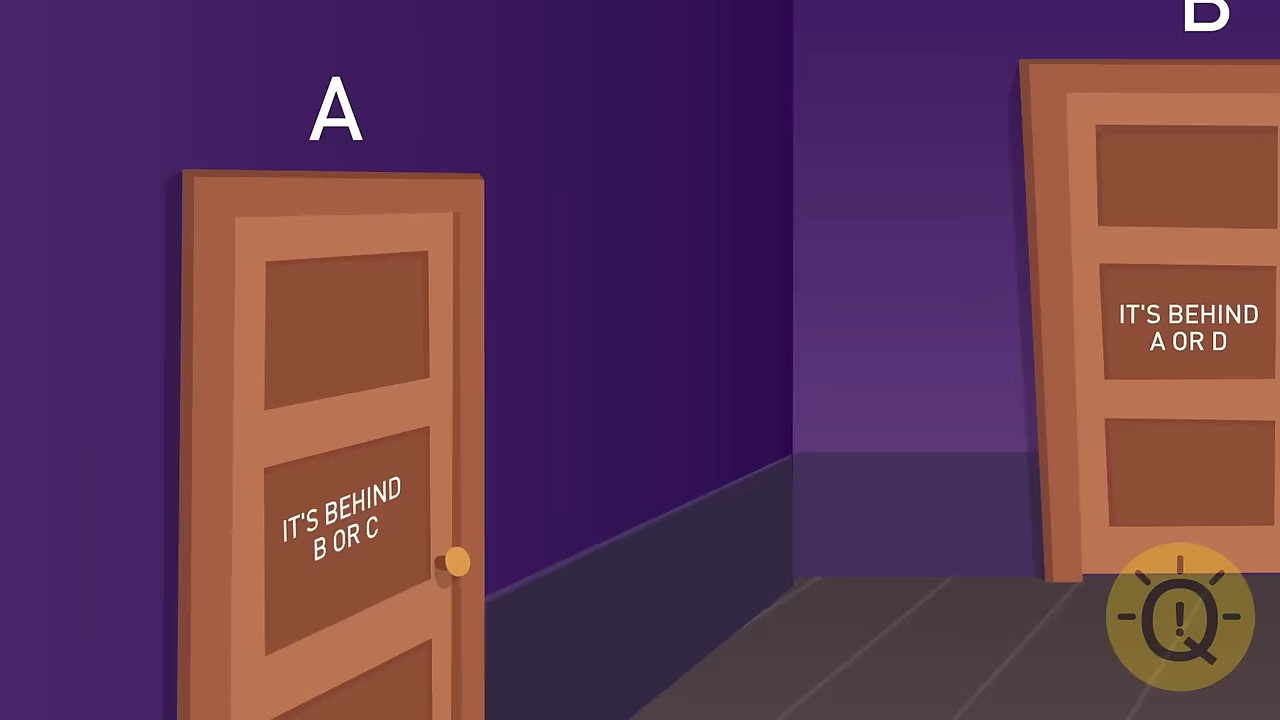 A
IT'S BEHIND
B OR C
B
IT'S BEHIND
A OR D
Q!